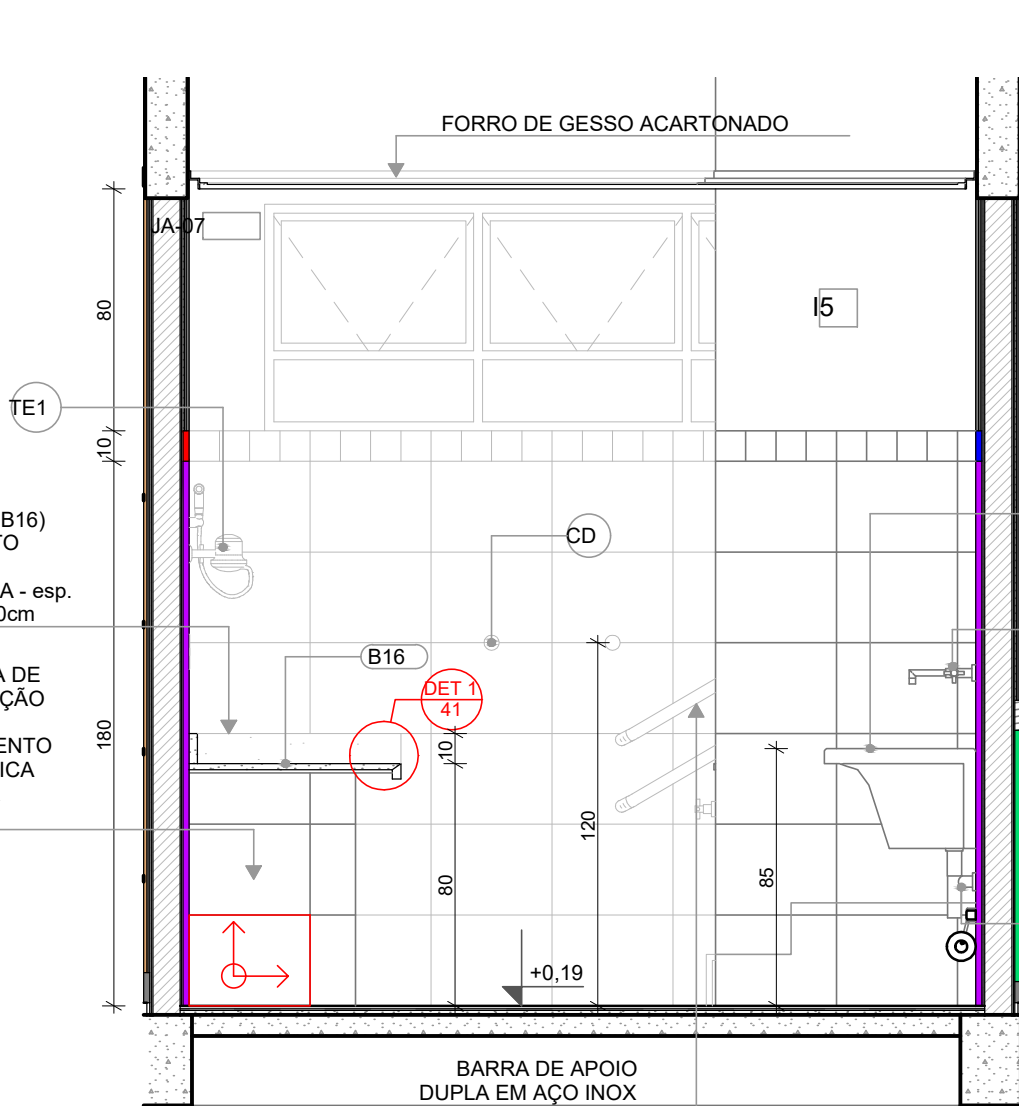 FORRO DE GESSO ACARTONADO
JA-07
80
I5
TE1
10
B16)
TO
CD
A - esp.
0cm
B16
A DE
ÇÃO
DET 1
41
180
ENTO
ICA
10
120
80
85
+0,19
BARRA DE APOIO
DUPLA EM AÇO INOX